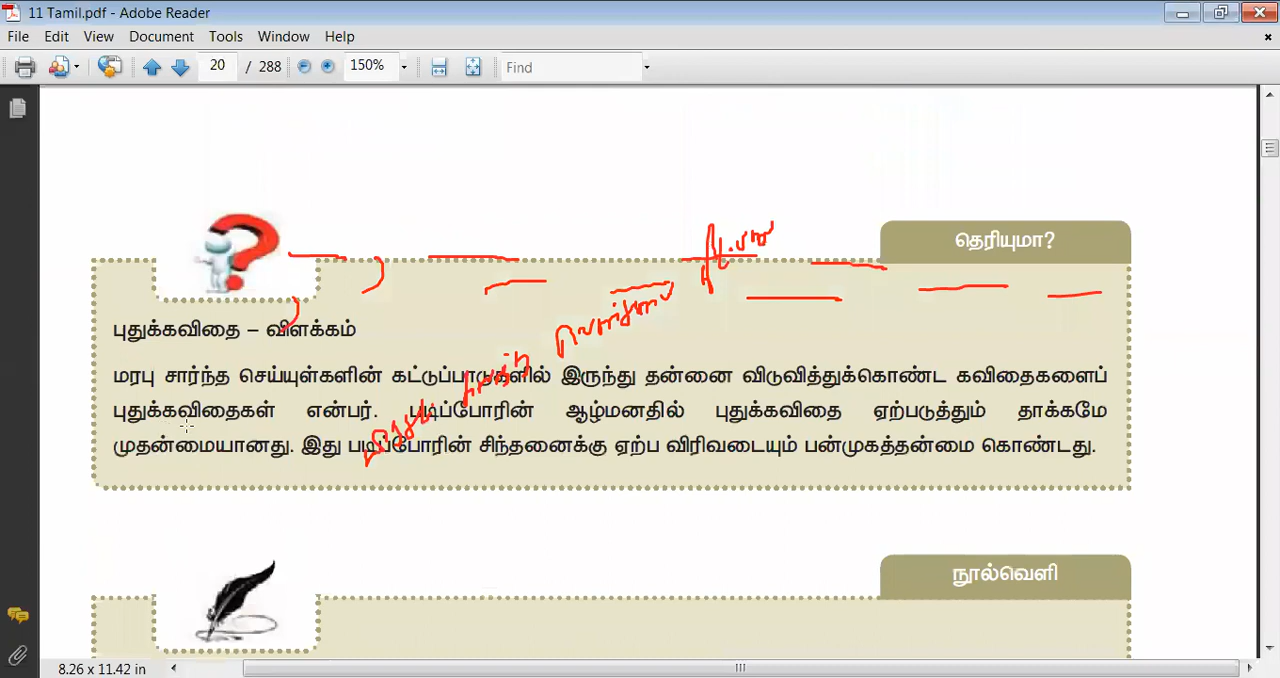 11 Tamil.pdf - Adobe Reader
File Edit View Document Tools Window Help
20 / 288 150% Find
தெரியுமா?
புதுக்கவிதை – விளக்கம்
மரபு சார்ந்த செய்யுள்களின் கட்டுப்பாடுகளில் இருந்து தன்னை விடுவித்துக்கொண்ட கவிதைகளைப்
புதுக்கவிதைகள் என்பர். படிப்போரின் ஆழ்மனதில் புதுக்கவிதை ஏற்படுத்தும் தாக்கமே
முதன்மையானது. இது படிப்போரின் சிந்தனைக்கு ஏற்ப விரிவடையும் பன்முகத்தன்மை கொண்டது.
நூல்வெளி
8.26 x 11.42 in